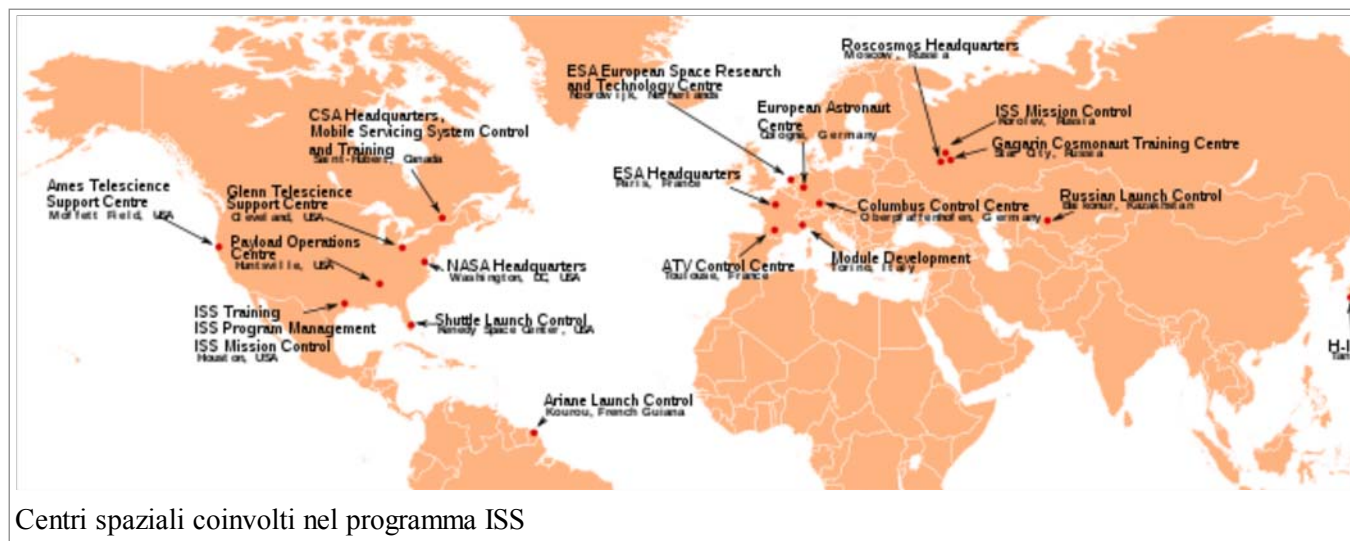 Roscosmos Headquarters
Moscow, Russia
ESA European Space Research
and Technology Centre
Noordwijk, Netherlands
European Astronaut
Centre
Cologne, Germany
ISS Mission Control
Korolev, Russia
Gagarin Cosmonaut Training Centre
Star City, Russia
CSA Headquarters,
Mobile Servicing System Control
and Training
Saint-Hubert, Canada
ESA Headquarters
Paris, France
Ames Telescience
Support Centre
Moffett Field, USA
Glenn Telescience
Support Centre
Cleveland, USA
Columbus Control Centre
Oberpfaffenhofen, Germany
Russian Launch Control
Baikonur, Kazakhstan
Payload Operations
Centre
Huntsville, USA
NASA Headquarters
Washington, DC, USA
ATV Control Centre
Toulouse, France
Module Development
Torino, Italy
ISS Training
ISS Program Management
ISS Mission Control
Houston, USA
Shuttle Launch Control
Kenedy Space Center, USA
H-I
Tan
Ariane Launch Control
Kourou, French Guiana
Centri spaziali coinvolti nel programma ISS